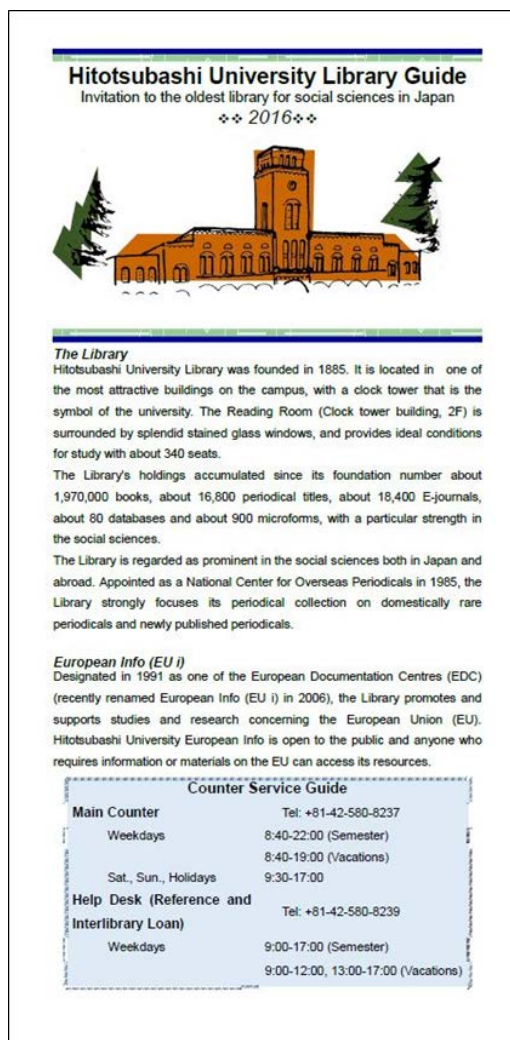 Hitotsubashi University Library Guide
Invitation to the oldest library for social sciences in Japan
❖❖ 2016❖❖
The Library
Hitotsubashi University Library was founded in 1885. It is located in one of
the most attractive buildings on the campus, with a clock tower that is the
symbol of the university. The Reading Room (Clock tower building, 2F) is
surrounded by splendid stained glass windows, and provides ideal conditions
for study with about 340 seats.
The Library's holdings accumulated since its foundation number about
1,970,000 books, about 16,800 periodical titles, about 18,400 E-journals,
about 80 databases and about 900 microforms, with a particular strength in
the social sciences.
The Library is regarded as prominent in the social sciences both in Japan and
abroad. Appointed as a National Center for Overseas Periodicals in 1985, the
Library strongly focuses its periodical collection on domestically rare
periodicals and newly published periodicals.
European Info (EU i)
Designated in 1991 as one of the European Documentation Centres (EDC)
(recently renamed European Info (EU i) in 2006), the Library promotes and
supports studies and research concerning the European Union (EU).
Hitotsubashi University European Info is open to the public and anyone who
requires information or materials on the EU can access its resources.
Counter Service Guide
Main Counter Tel: +81-42-580-8237
Weekdays 8:40-22:00 (Semester)
8:40-19:00 (Vacations)
Sat., Sun., Holidays 9:30-17:00
Help Desk (Reference and
Interlibrary Loan) Tel: +81-42-580-8239
Weekdays 9:00-17:00 (Semester)
9:00-12:00, 13:00-17:00 (Vacations)